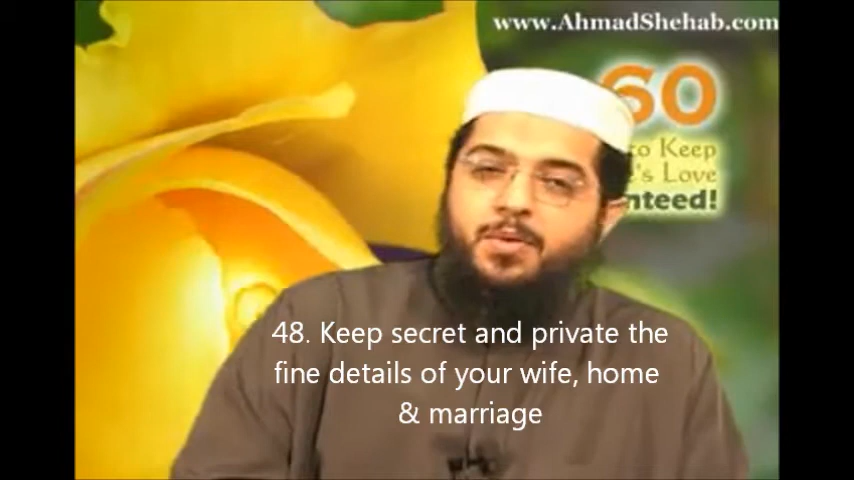 www.AhmadShehab.com
60
to Keep
's Love
nteed!
48. Keep secret and private the
fine details of your wife, home
& marriage